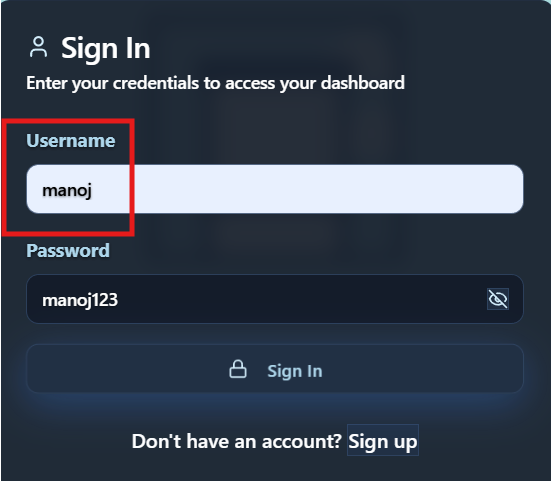 Sign In
Enter your credentials to access your dashboard
Username
manoj
Password
manoj123
Sign In
Don't have an account? Sign up